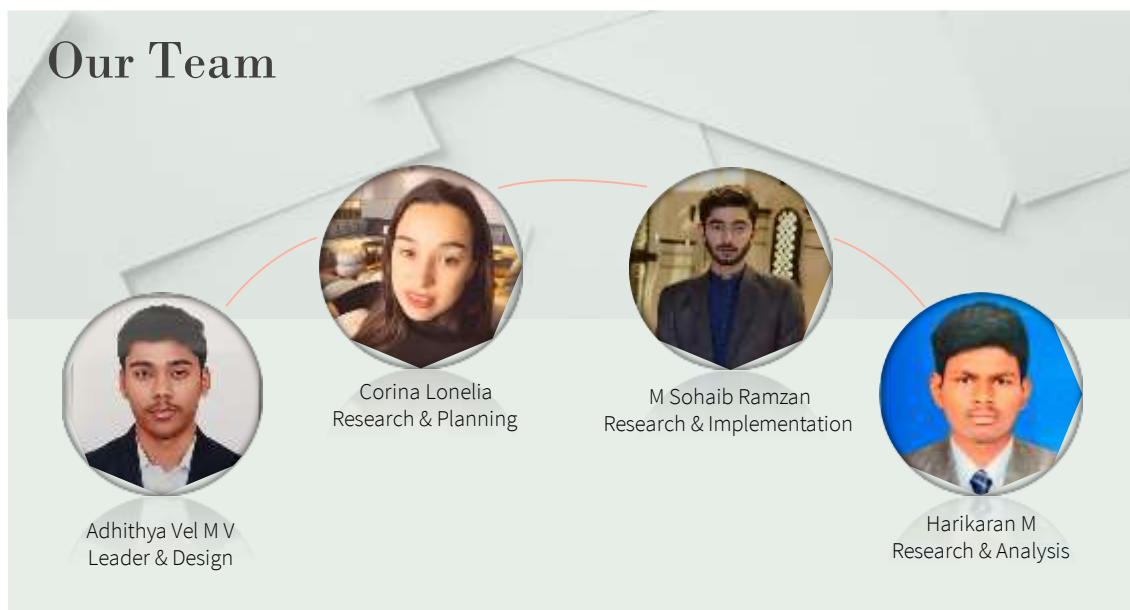 Our Team
Adhithya Vel M V
Leader & Design
Corina Lonelia
Research & Planning
M Sohaib Ramzan
Research & Implementation
Harikaran M
Research & Analysis